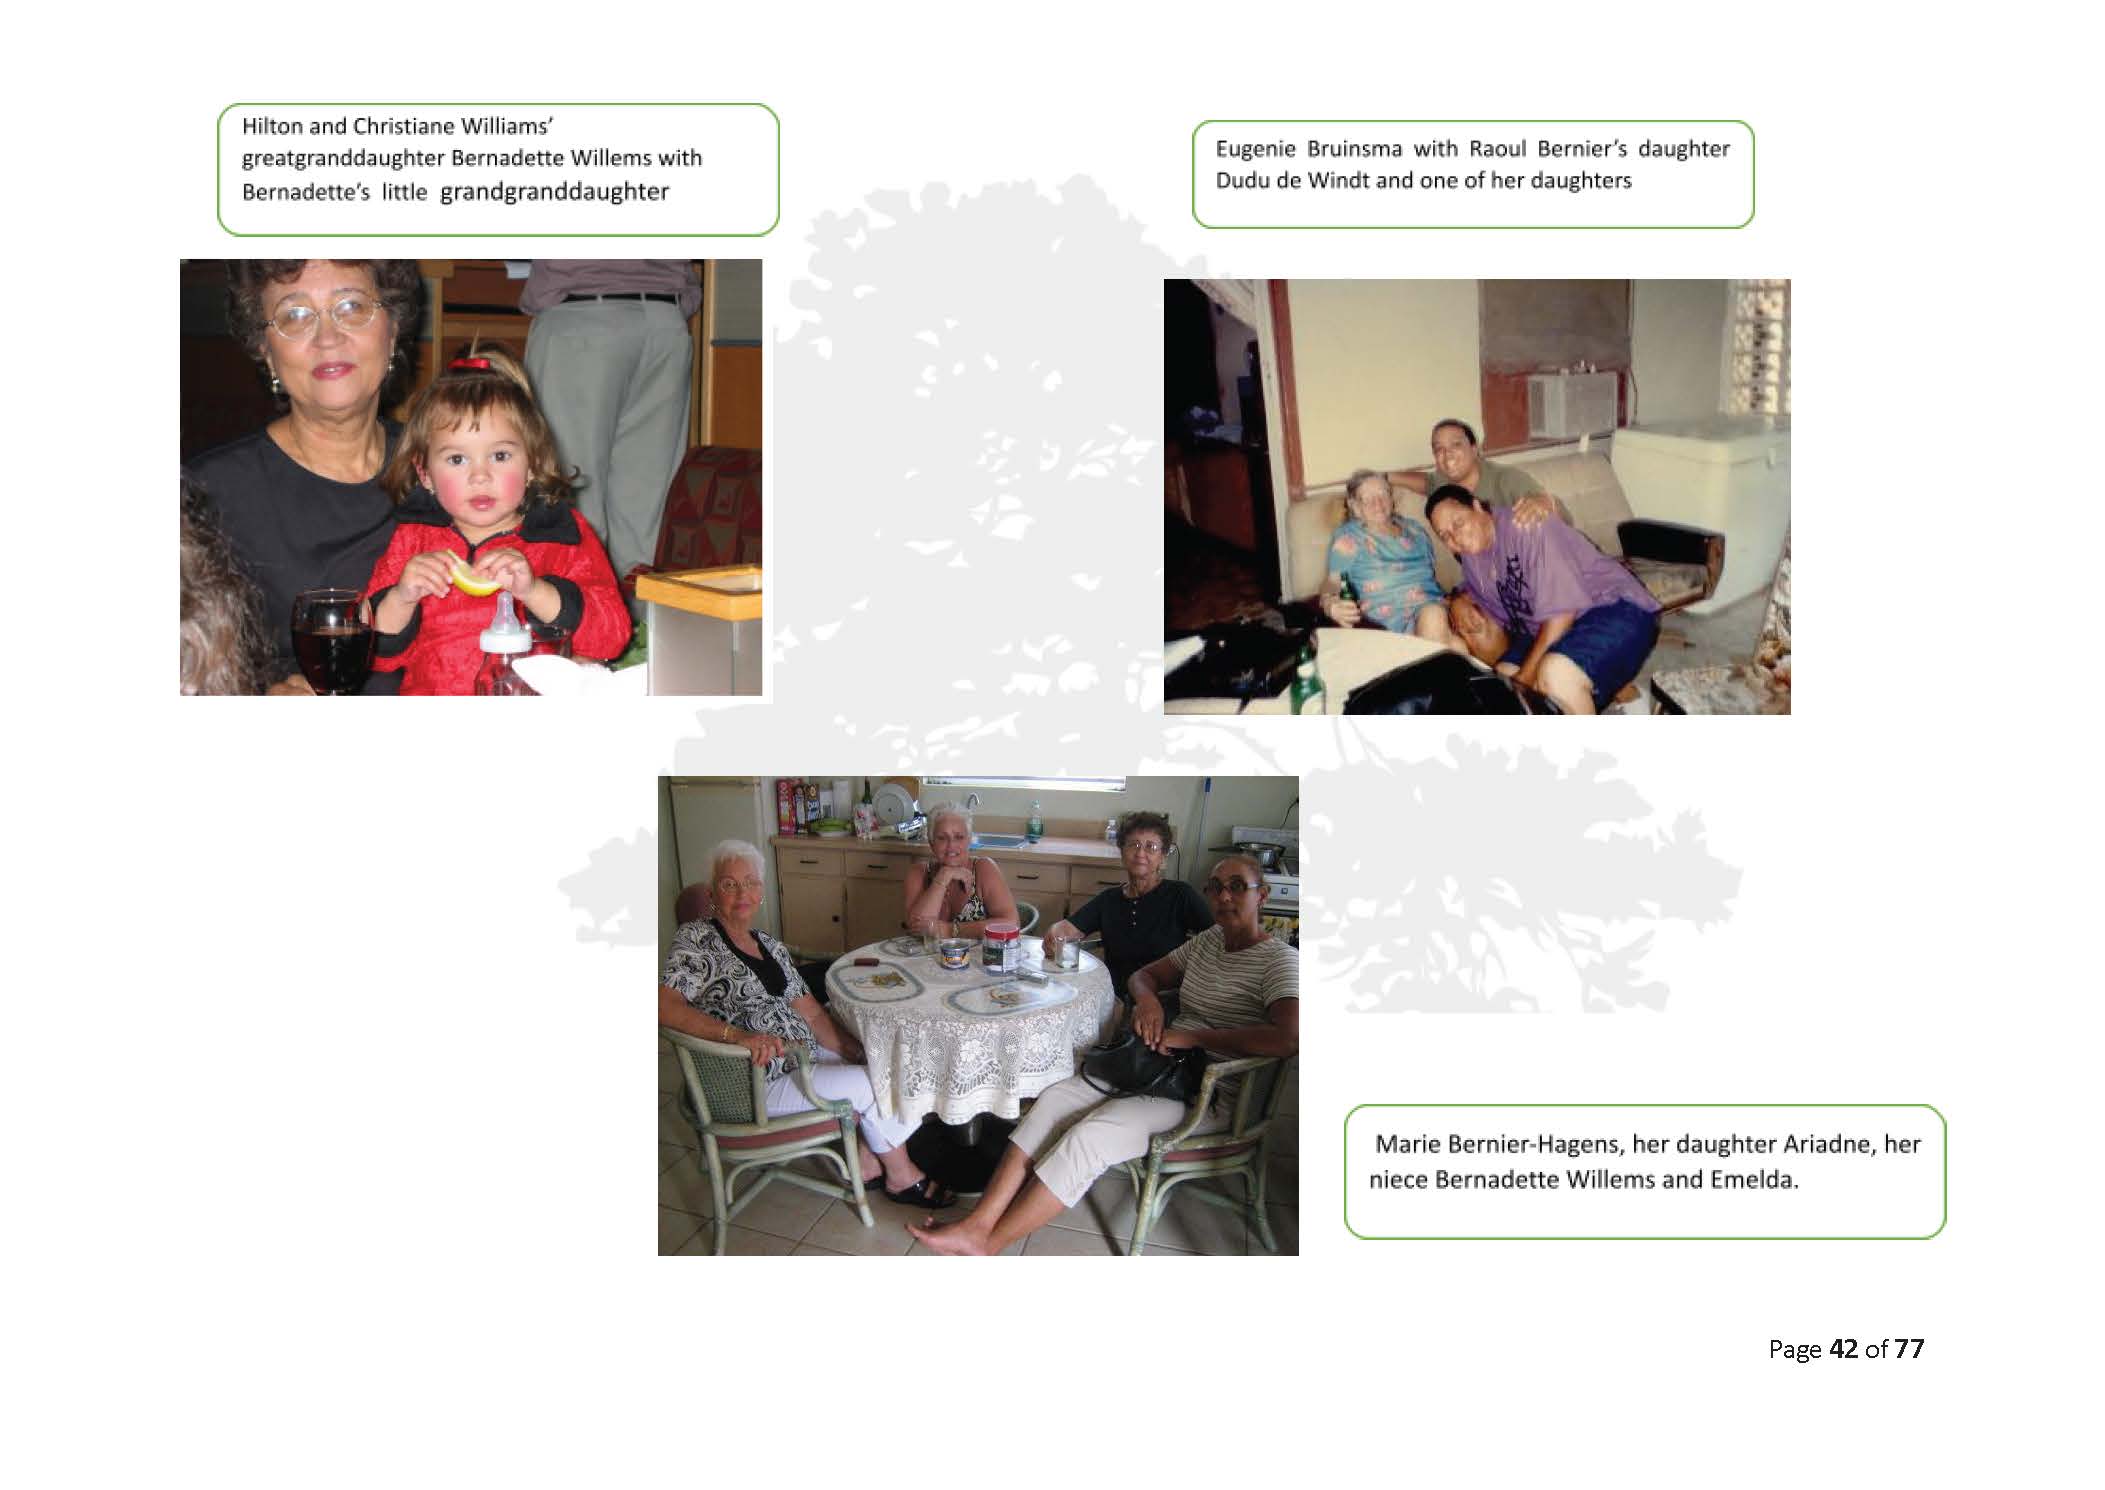 Hilton and Christiane Williams’
greatgranddaughter Bernadette Willems with
Bernadette’s little grandgranddaughter
Eugenie Bruinsma with Raoul Bernier’s daughter
Dudu de Windt and one of her daughters
Marie Bernier-Hagens, her daughter Ariadne, her
niece Bernadette Willems and Emelda.
Page 42 of 77